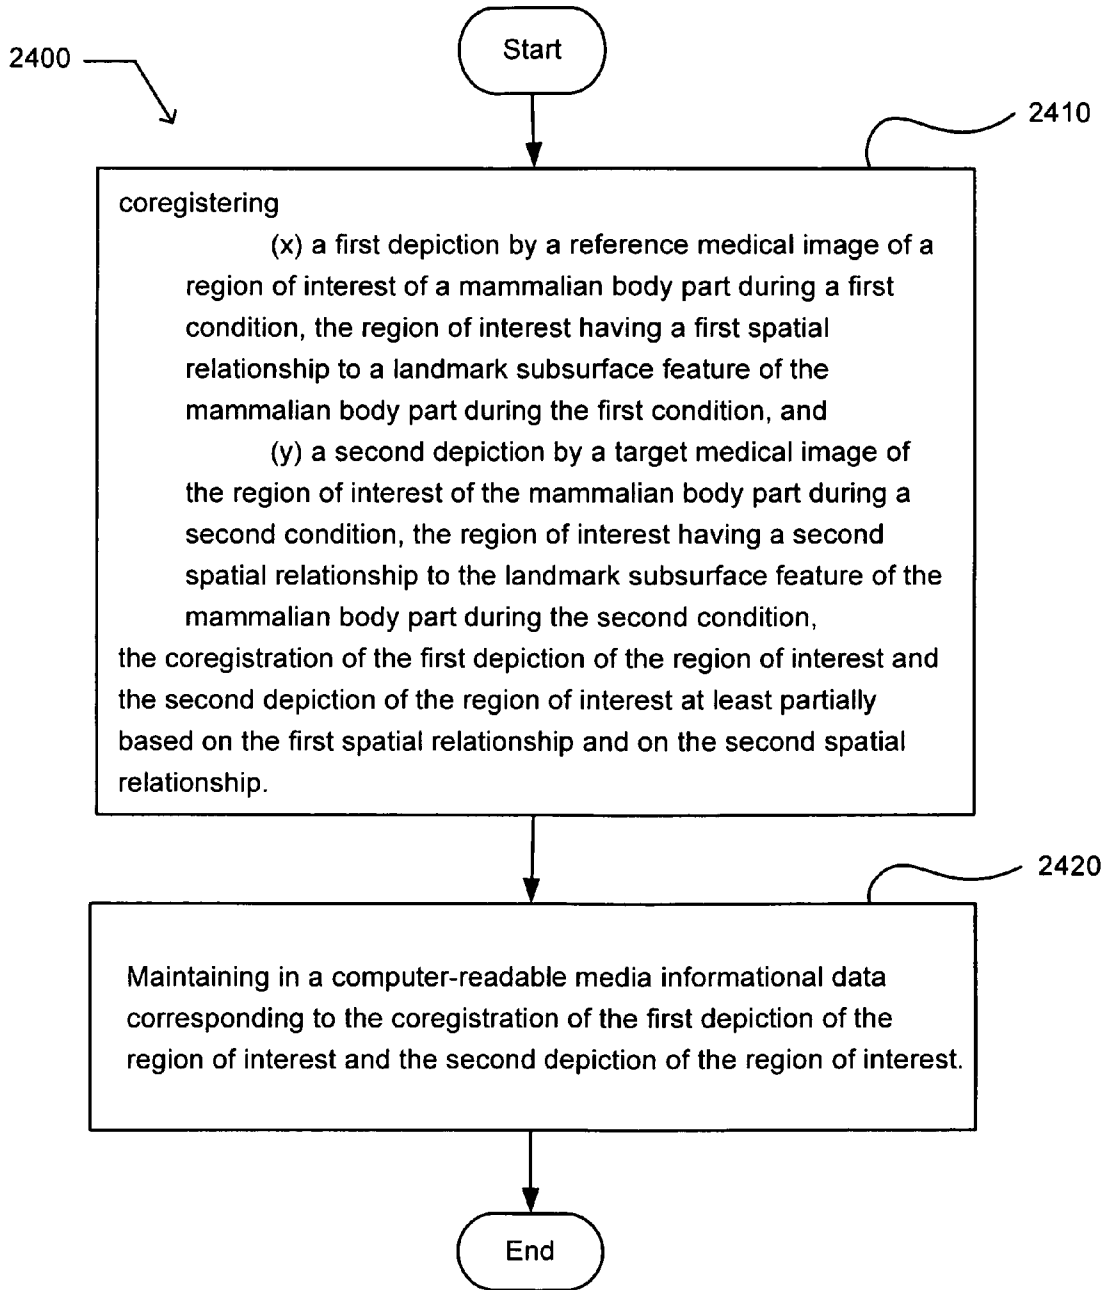 Start
2400
2410
coregistering
(x) a first depiction by a reference medical image of a
region of interest of a mammalian body part during a first
condition, the region of interest having a first spatial
relationship to a landmark subsurface feature of the
mammalian body part during the first condition, and
(y) a second depiction by a target medical image of
the region of interest of the mammalian body part during a
second condition, the region of interest having a second
spatial relationship to the landmark subsurface feature of the
mammalian body part during the second condition,
the coregistration of the first depiction of the region of interest and
the second depiction of the region of interest at least partially
based on the first spatial relationship and on the second spatial
relationship.
2420
Maintaining in a computer-readable media informational data
corresponding to the coregistration of the first depiction of the
region of interest and the second depiction of the region of interest.
End